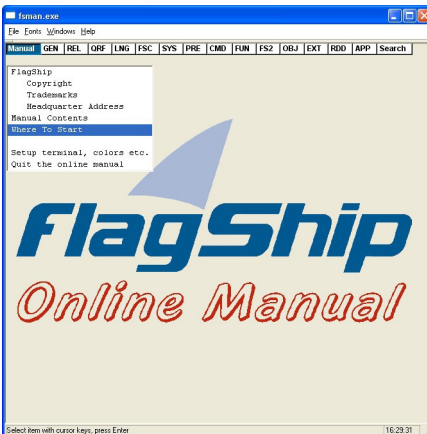 fsman.exe
File Fonts Windows Help
Manual GEN REL QRF LNG FSC SYS PRE CMD FUN FS2 OBJ EXT RDD APP Search
FlagShip
Copyright
Trademarks
Headquarter Address
Manual Contents
Where To Start
Setup terminal, colors etc.
Quit the online manual
FlagShip
Online Manual
Select item with cursor keys, press Enter 16:29:31